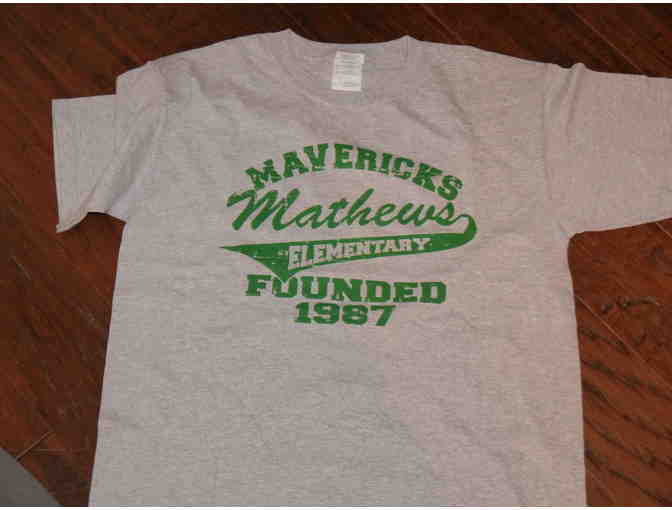 MAVERICKS
Mathews
ELEMENTARY
FOUNDED
1987